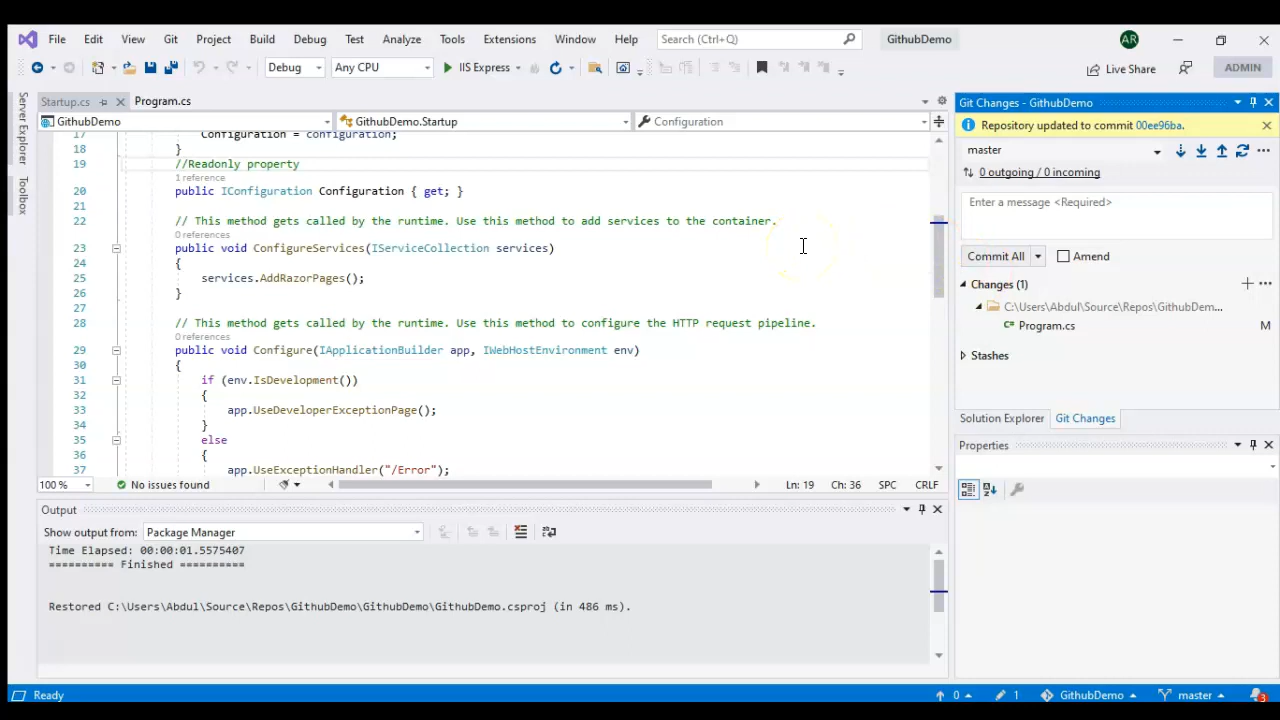 File Edit View Git Project Build Debug Test Analyze Tools Extensions Window Help Search (Ctrl+Q) GithubDemo AR
Debug Any CPU IIS Express Live Share ADMIN
Server Explorer
Toolbox
Startup.cs Program.cs
GithubDemo GithubDemo.Startup Configuration
17 Configuration = configuration;
18 }
19 //Readonly property
1 reference
20 public IConfiguration Configuration { get; }
21
22 // This method gets called by the runtime. Use this method to add services to the container.
0 references
23 public void ConfigureServices(IServiceCollection services)
24 {
25 services.AddRazorPages();
26 }
27
28 // This method gets called by the runtime. Use this method to configure the HTTP request pipeline.
0 references
29 public void Configure(IApplicationBuilder app, IWebHostEnvironment env)
30 {
31 if (env.IsDevelopment())
32 {
33 app.UseDeveloperExceptionPage();
34 }
35 else
36 {
37 app.UseExceptionHandler("/Error");
100 % No issues found Ln: 19 Ch: 36 SPC CRLF
Output
Show output from: Package Manager
Time Elapsed: 00:00:01.5575407
========== Finished ==========
Restored C:\Users\Abdul\Source\Repos\GithubDemo\GithubDemo\GithubDemo.csproj (in 486 ms).
Git Changes - GithubDemo
Repository updated to commit 00ee96ba.
master
0 outgoing / 0 incoming
Enter a message <Required>
Commit All Amend
Changes (1)
C:\Users\Abdul\Source\Repos\GithubDem...
C# Program.cs M
Stashes
Solution Explorer Git Changes
Properties
Ready 0 1 GithubDemo master 3